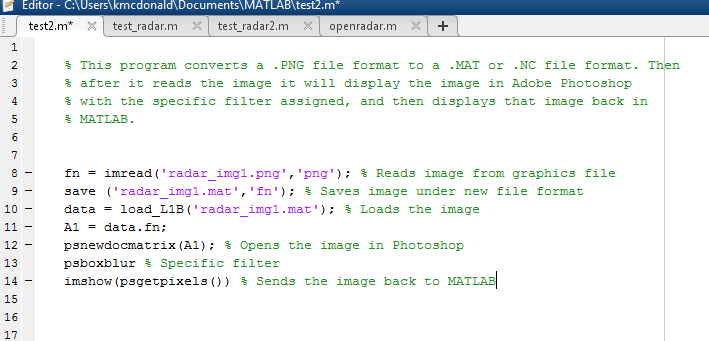 Editor - C:\Users\kmcdonald\Documents\MATLAB\test2.m*
test2.m* test_radar.m test_radar2.m openradar.m +
1
2 % This program converts a .PNG file format to a .MAT or .NC file format. Then
3 % after it reads the image it will display the image in Adobe Photoshop
4 % with the specific filter assigned, and then displays that image back in
5 % MATLAB.
6
7
8 – fn = imread('radar_img1.png','png'); % Reads image from graphics file
9 – save ('radar_img1.mat','fn'); % Saves image under new file format
10 – data = load_L1B('radar_img1.mat'); % Loads the image
11 – A1 = data.fn;
12 – psnewdocmatrix(A1); % Opens the image in Photoshop
13 – psboxblur % Specific filter
14 – imshow(psgetpixels()) % Sends the image back to MATLAB
15
16
17